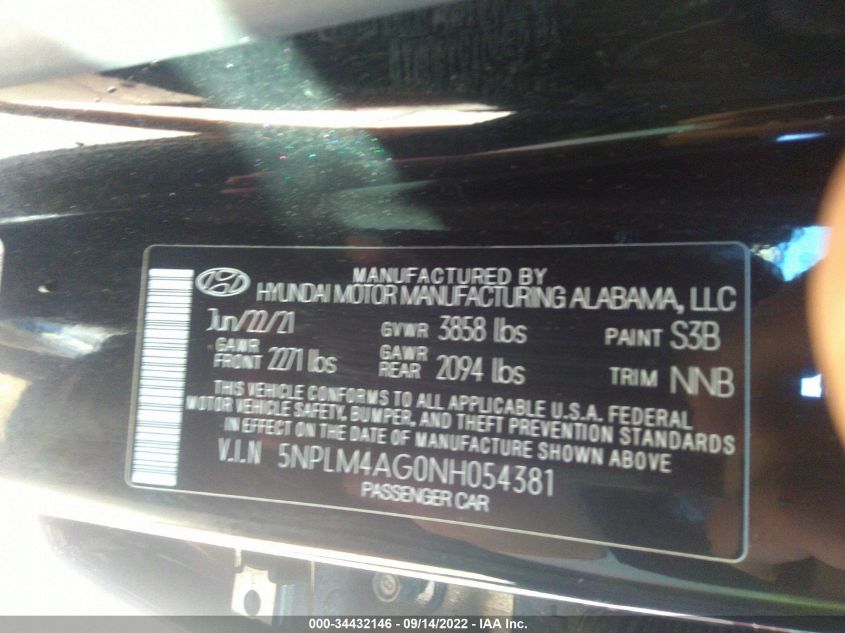 MANUFACTURED BY
HYUNDAI MOTOR MANUFACTURING ALABAMA, LLC
Jun/22/21 GVWR 3858 lbs PAINT S3B
GAWR FRONT 2271 lbs GAWR REAR 2094 lbs TRIM NNB
THIS VEHICLE CONFORMS TO ALL APPLICABLE U.S.A. FEDERAL
MOTOR VEHICLE SAFETY, BUMPER, AND THEFT PREVENTION STANDARDS
IN EFFECT ON THE DATE OF MANUFACTURE SHOWN ABOVE
V.I.N 5NPLM4AG0NH054381
PASSENGER CAR
000-34432146 - 09/14/2022 - IAA Inc.